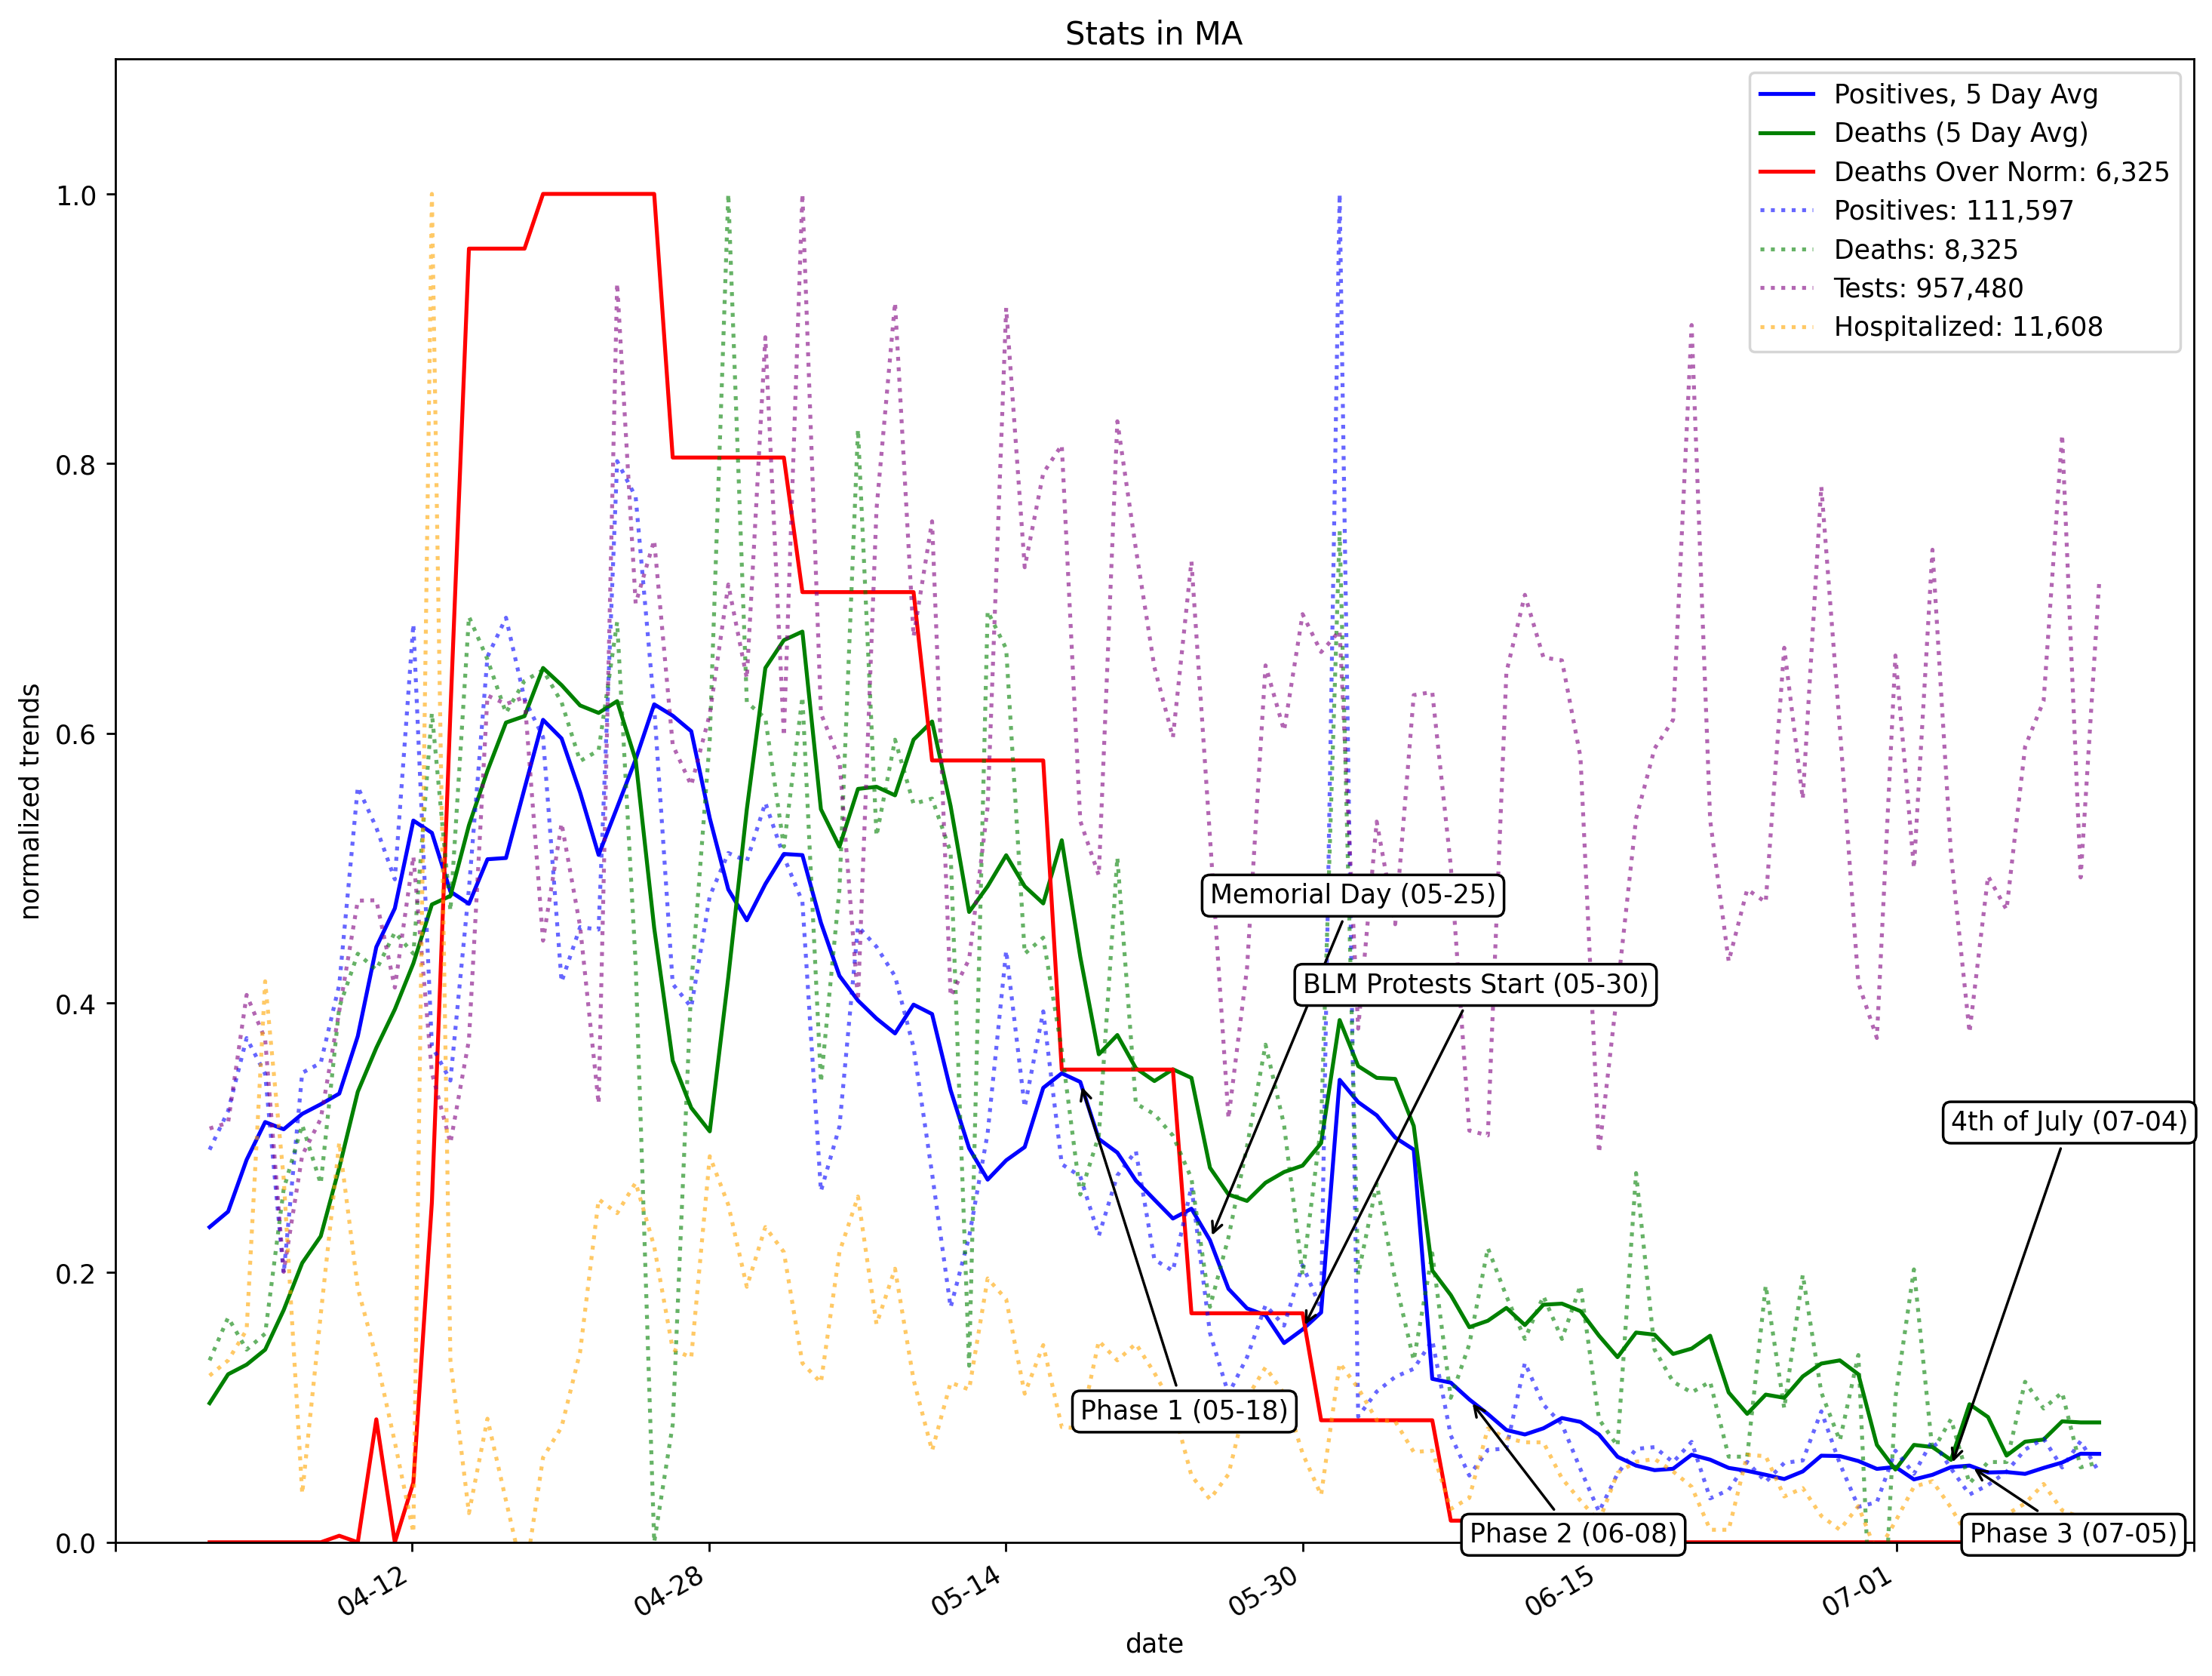 Stats in MA
Positives, 5 Day Avg
Deaths (5 Day Avg)
Deaths Over Norm: 6,325
Positives: 111,597
Deaths: 8,325
Tests: 957,480
Hospitalized: 11,608
1.0
0.8
0.6
0.4
0.2
0.0
normalized trends
Memorial Day (05-25)
BLM Protests Start (05-30)
4th of July (07-04)
Phase 1 (05-18)
Phase 2 (06-08)
Phase 3 (07-05)
04-12
04-28
05-14
05-30
06-15
07-01
date